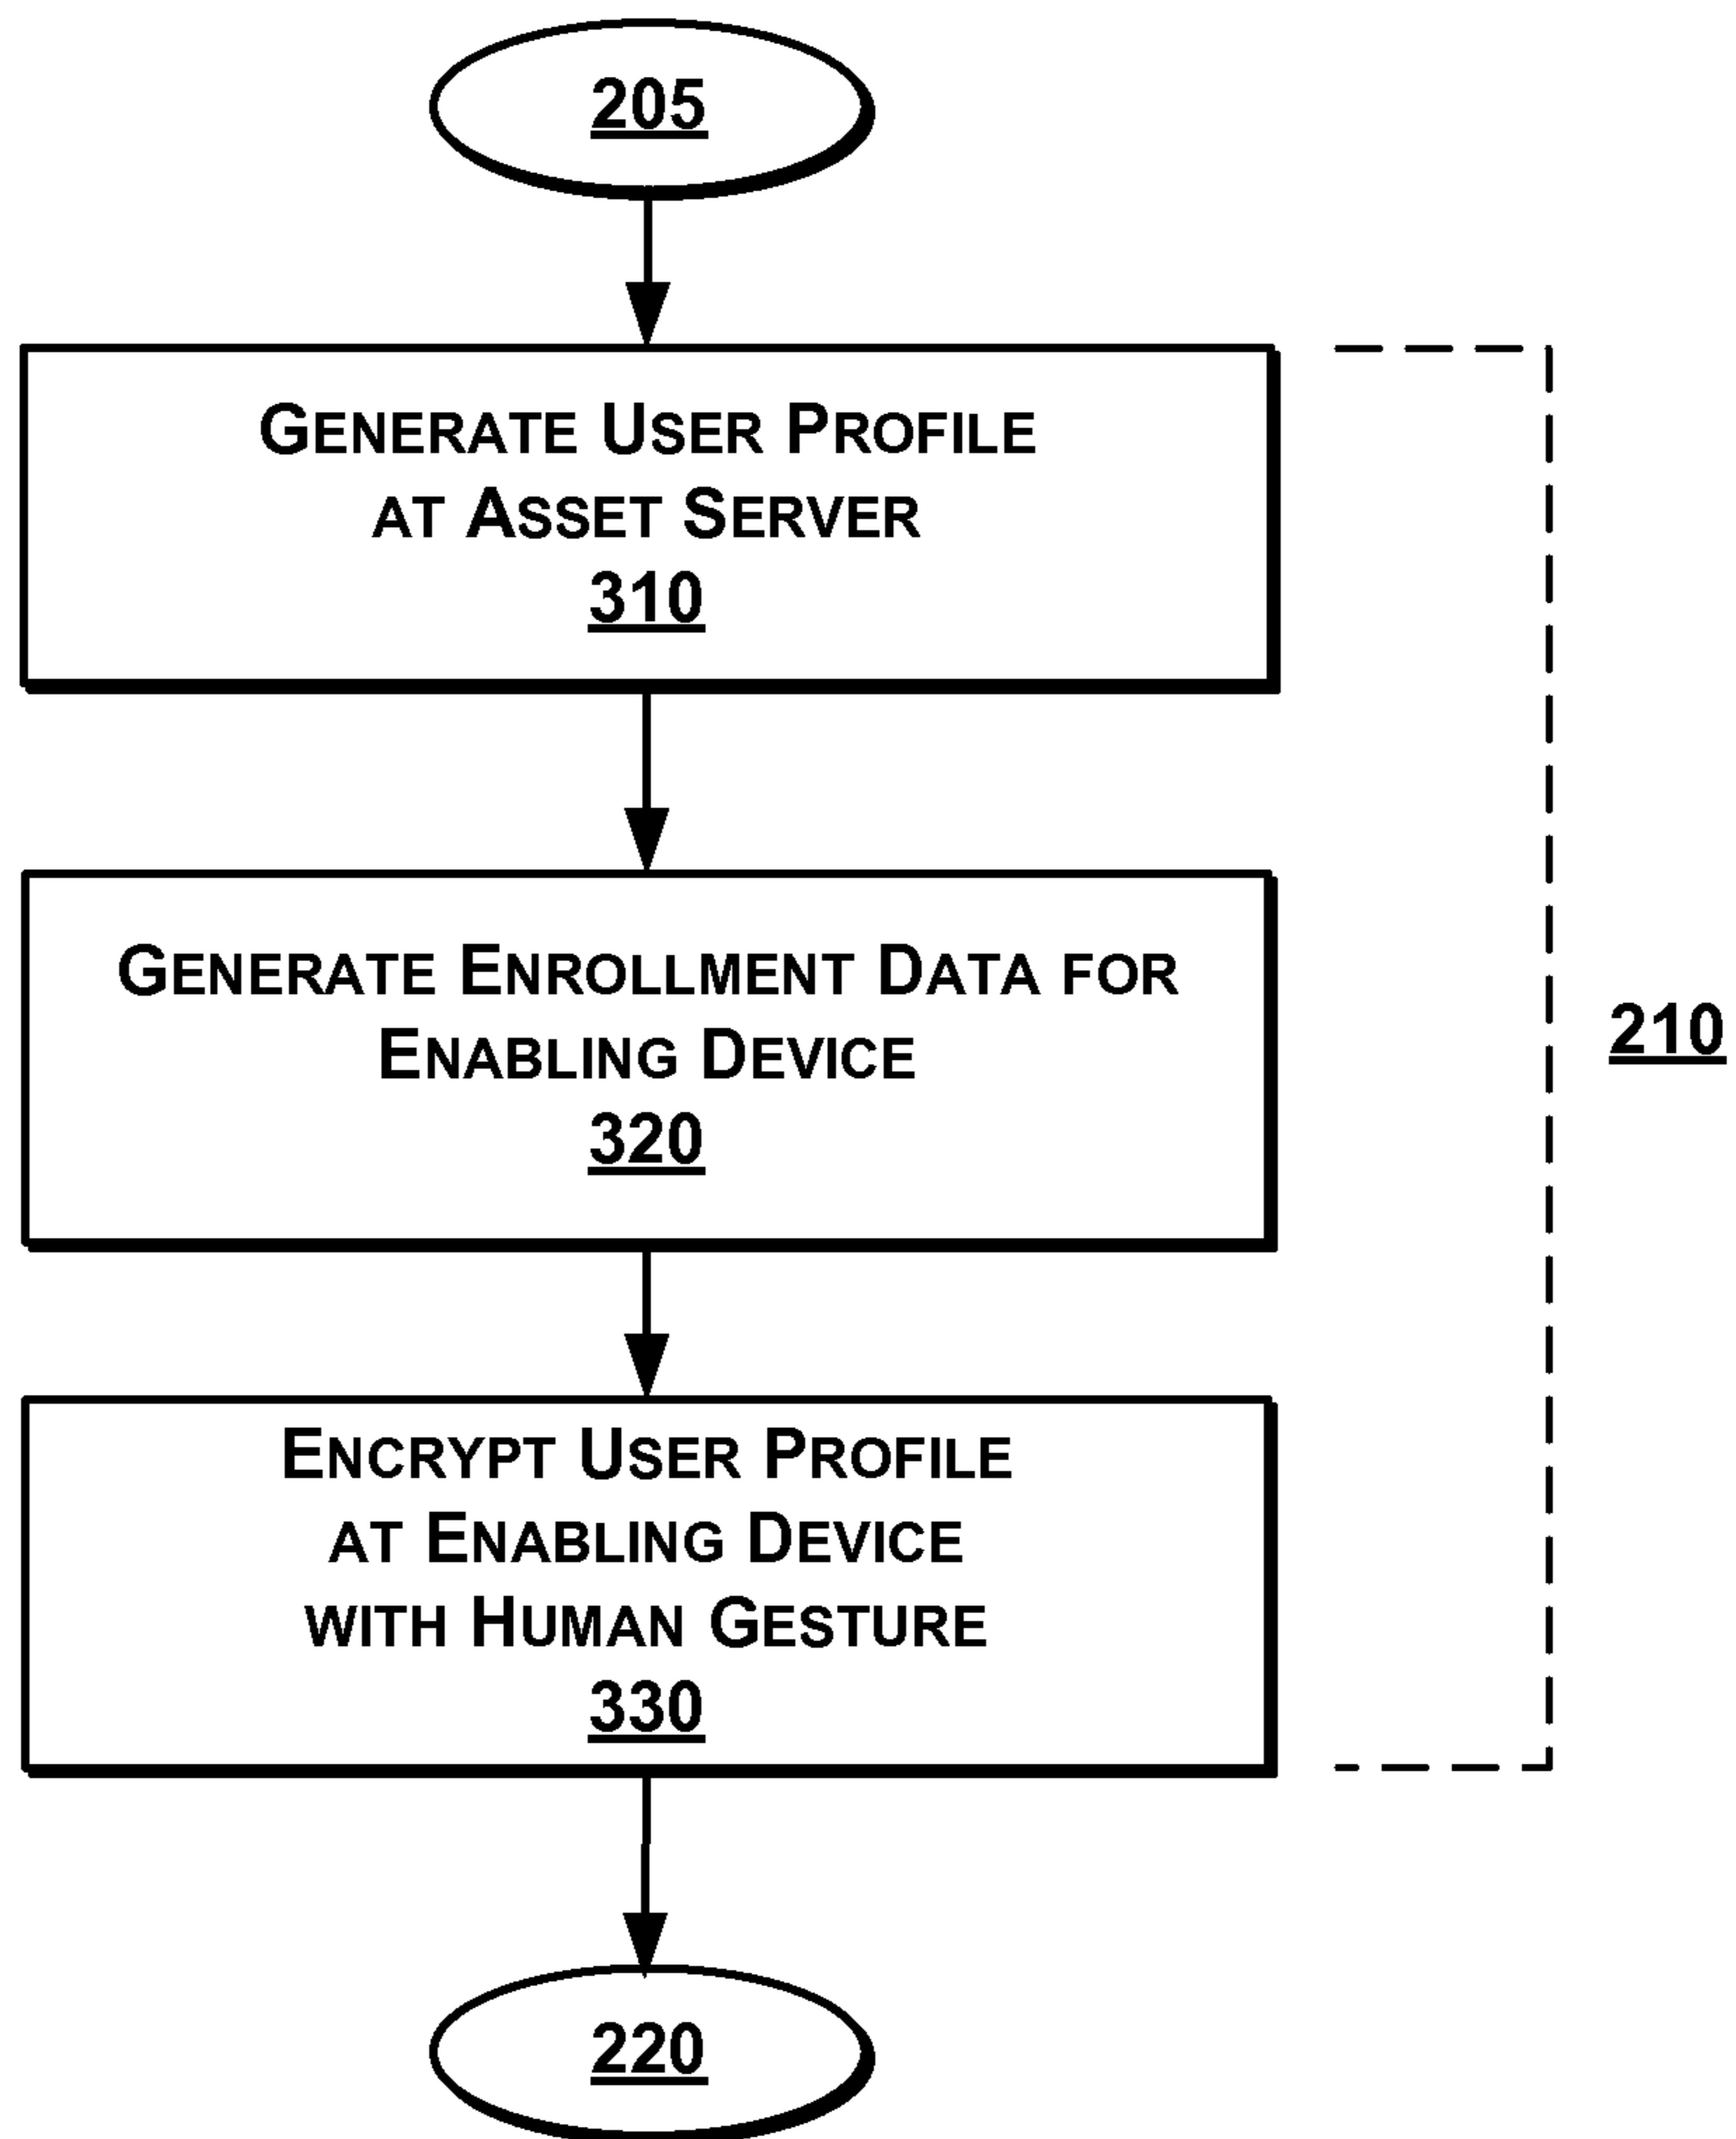 205
GENERATE USER PROFILE
AT ASSET SERVER
310
GENERATE ENROLLMENT DATA FOR
ENABLING DEVICE
320
210
ENCRYPT USER PROFILE
AT ENABLING DEVICE
WITH HUMAN GESTURE
330
220